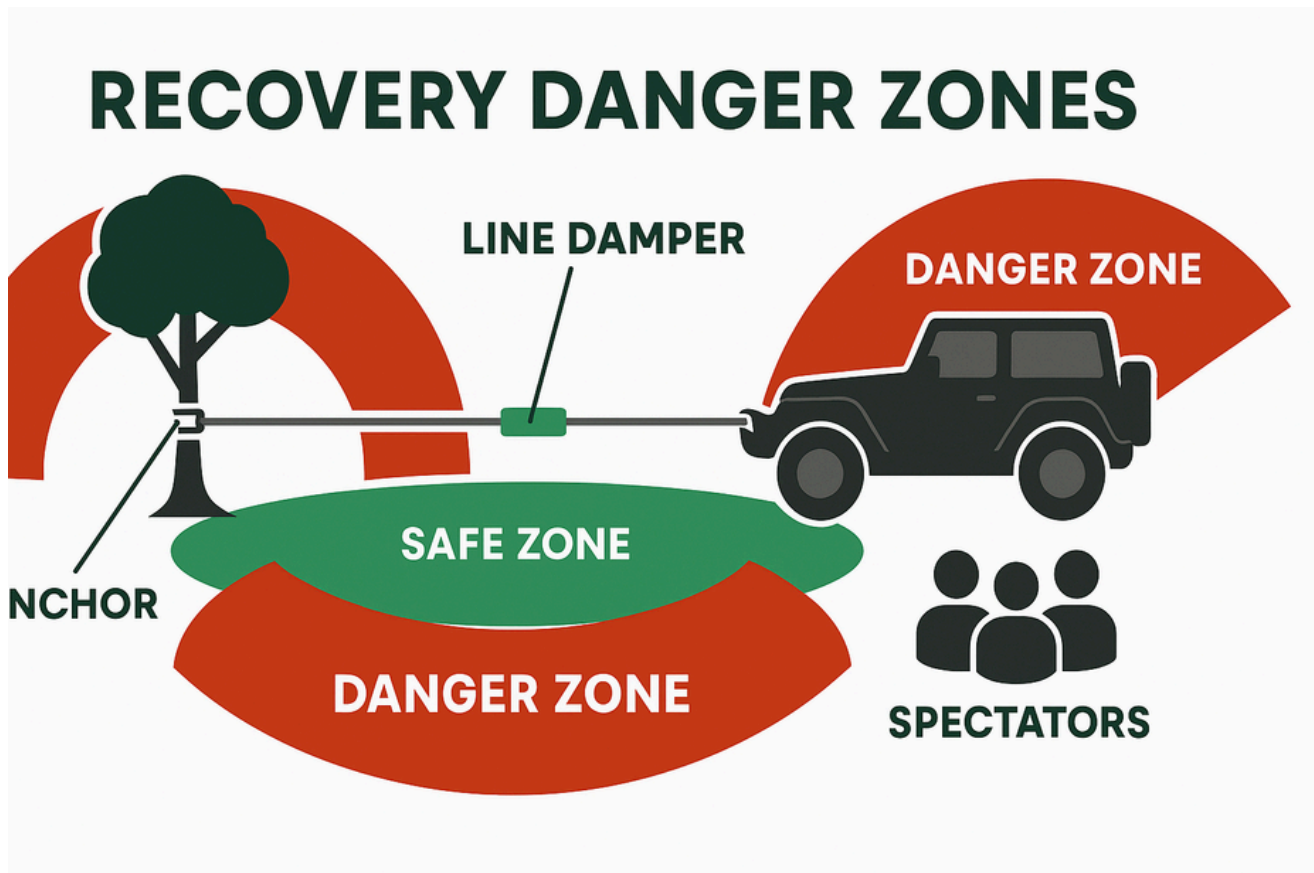 RECOVERY DANGER ZONES
LINE DAMPER
DANGER ZONE
SAFE ZONE
NCHOR
DANGER ZONE
SPECTATORS